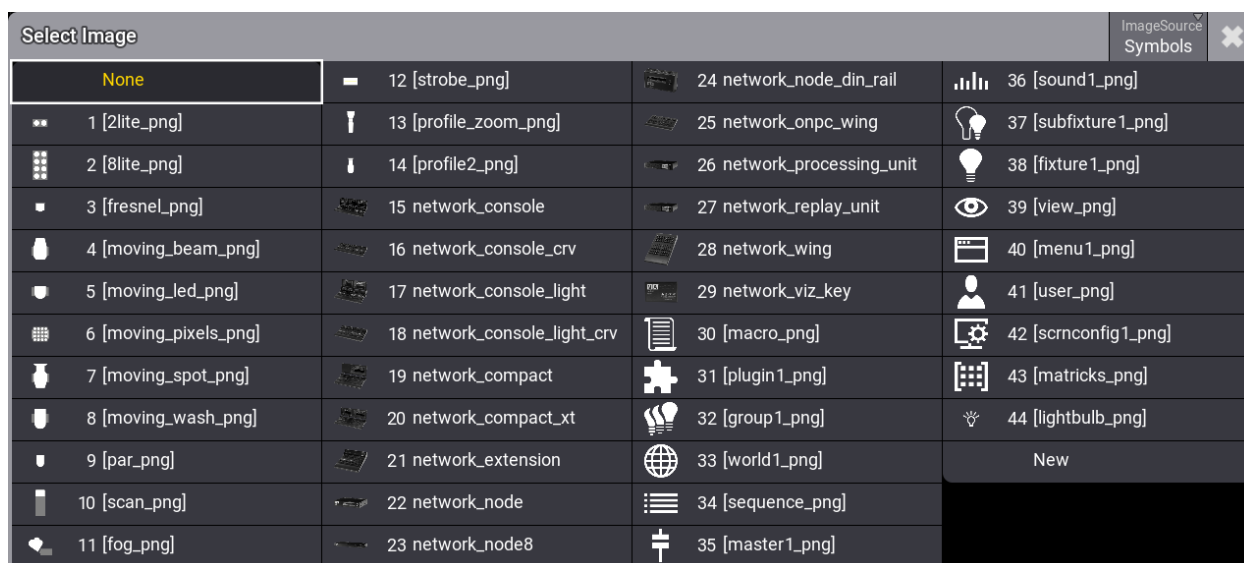 Select Image
ImageSource
Symbols
None
1 [2lite_png]
2 [8lite_png]
3 [fresnel_png]
4 [moving_beam_png]
5 [moving_led_png]
6 [moving_pixels_png]
7 [moving_spot_png]
8 [moving_wash_png]
9 [par_png]
10 [scan_png]
11 [fog_png]
12 [strobe_png]
13 [profile_zoom_png]
14 [profile2_png]
15 network_console
16 network_console_crv
17 network_console_light
18 network_console_light_crv
19 network_compact
20 network_compact_xt
21 network_extension
22 network_node
23 network_node8
24 network_node_din_rail
25 network_onpc_wing
26 network_processing_unit
27 network_replay_unit
28 network_wing
29 network_viz_key
30 [macro_png]
31 [plugin1_png]
32 [group1_png]
33 [world1_png]
34 [sequence_png]
35 [master1_png]
36 [sound1_png]
37 [subfixture1_png]
38 [fixture1_png]
39 [view_png]
40 [menu1_png]
41 [user_png]
42 [scrnconfig1_png]
43 [matricks_png]
44 [lightbulb_png]
New